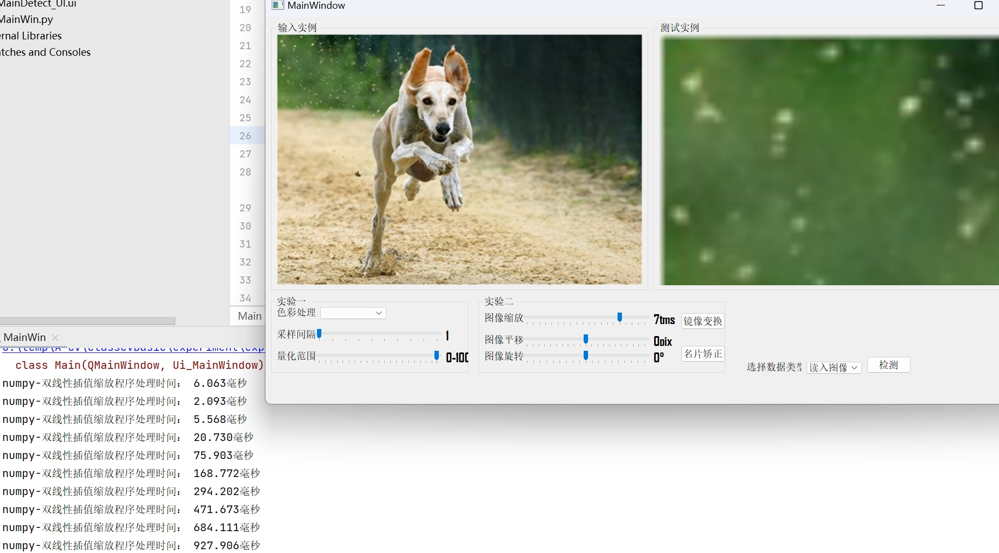 MainDetect_UI.ui
MainWin.py
ernal Libraries
atches and Consoles
19
20
21
22
23
24
25
26
27
28
29
30
31
32
33
34
Main
MainWindow
输入实例
测试实例
实验一
色彩处理
采样间隔
1
量化范围
0-100
实验二
图像缩放
7tms
镜像变换
图像平移
0pix
图像旋转
0°
名片矫正
选择数据类型
读入图像
检测
MainWin
class Main(QMainWindow, Ui_MainWindow)
numpy-双线性插值缩放程序处理时间： 6.063毫秒
numpy-双线性插值缩放程序处理时间： 2.093毫秒
numpy-双线性插值缩放程序处理时间： 5.568毫秒
numpy-双线性插值缩放程序处理时间： 20.730毫秒
numpy-双线性插值缩放程序处理时间： 75.903毫秒
numpy-双线性插值缩放程序处理时间： 168.772毫秒
numpy-双线性插值缩放程序处理时间： 294.202毫秒
numpy-双线性插值缩放程序处理时间： 471.673毫秒
numpy-双线性插值缩放程序处理时间： 684.111毫秒
numpy-双线性插值缩放程序处理时间： 927.906毫秒